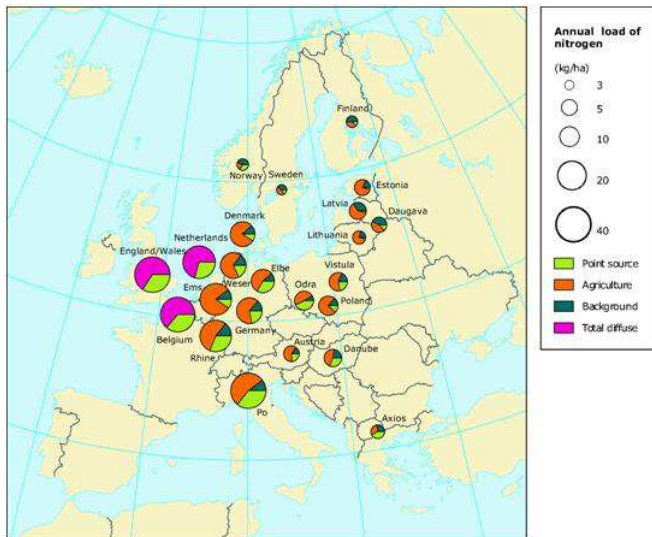 Annual load of
nitrogen
(kg/ha)
3
5
10
20
40
Point source
Agriculture
Background
Total diffuse
Finland
Norway
Sweden
Estonia
Latvia
Daugava
Lithuania
Denmark
Netherlands
England/Wales
Elbe
Vistula
Ems
Weser
Odra
Poland
Germany
Belgium
Rhine
Austria
Danube
Po
Axios